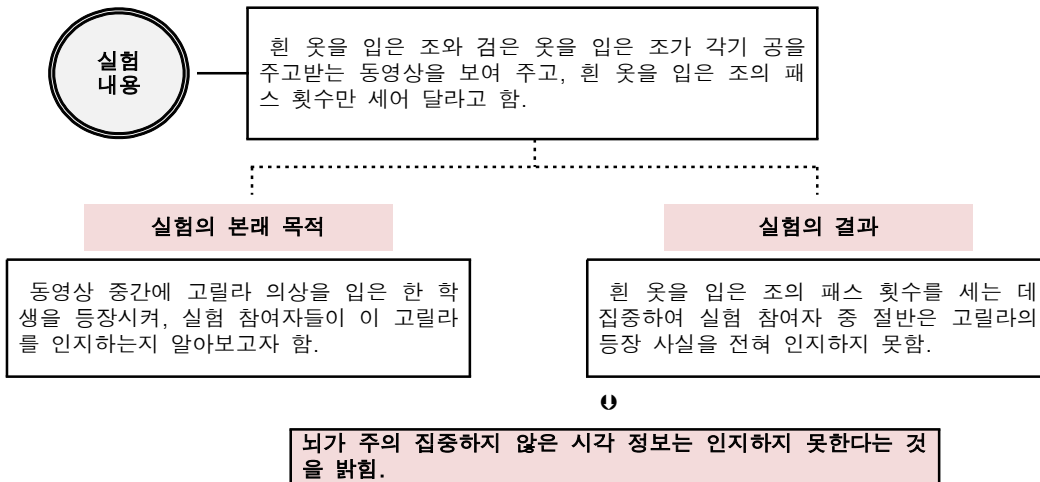 실험
내용
흰 옷을 입은 조와 검은 옷을 입은 조가 각기 공을
주고받는 동영상을 보여 주고, 흰 옷을 입은 조의 패
스 횟수만 세어 달라고 함.
실험의 본래 목적
동영상 중간에 고릴라 의상을 입은 한 학
생을 등장시켜, 실험 참여자들이 이 고릴라
를 인지하는지 알아보고자 함.
실험의 결과
흰 옷을 입은 조의 패스 횟수를 세는 데
집중하여 실험 참여자 중 절반은 고릴라의
등장 사실을 전혀 인지하지 못함.
뇌가 주의 집중하지 않은 시각 정보는 인지하지 못한다는 것
을 밝힘.